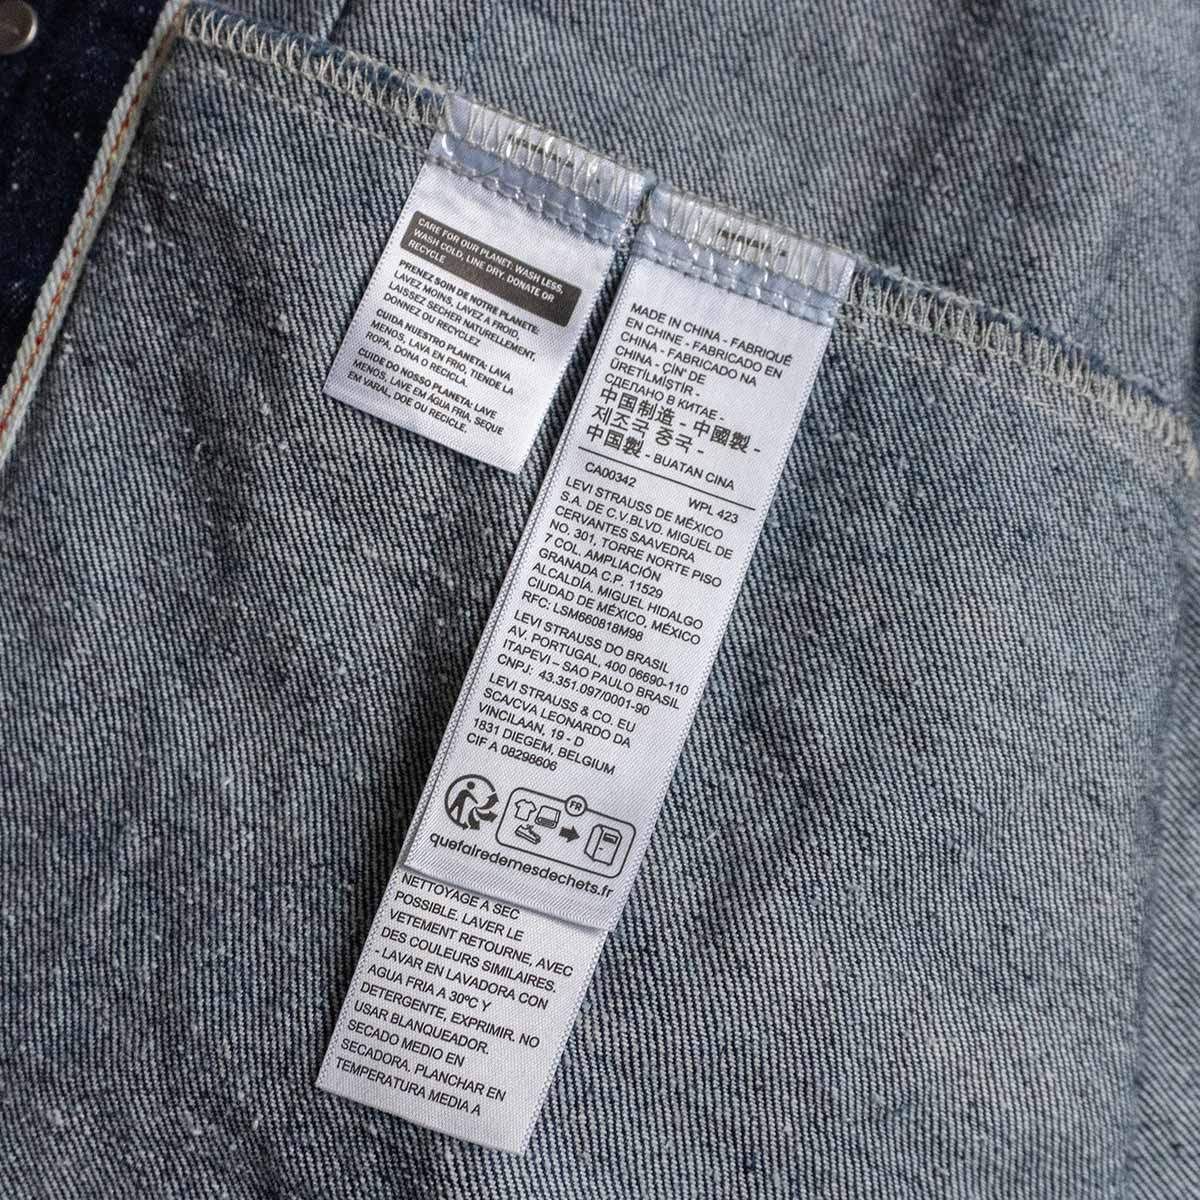 CARE FOR OUR PLANET: WASH LESS,
WASH COLD, LINE DRY, DONATE OR
RECYCLE
PRENEZ SOIN DE NOTRE PLANETE:
LAVEZ MOINS, LAVEZ A FROID,
LAISSEZ SECHER NATURELLEMENT,
DONNEZ OU RECYCLEZ
CUIDA NUESTRO PLANETA: LAVA
MENOS, LAVA EN FRIO, TIENDE LA
ROPA, DONA O RECICLA.
CUIDE DO NOSSO PLANETA: LAVE
MENOS, LAVE EM ÁGUA FRIA, SEQUE
EM VARAL, DOE OU RECICLE.
MADE IN CHINA - FABRIQUÉ
EN CHINE - FABRICADO EN
CHINA - FABRICADO NA
CHINA - ÇIN' DE
ÜRETILMIŞTIR -
СДЕЛАНО В КИТАЕ -
中国制造 - 中國製 -
제조국 중국 -
中国製 - BUATAN CINA
CA00342 WPL 423
LEVI STRAUSS DE MÉXICO
S.A. DE C.V.BLVD. MIGUEL DE
CERVANTES SAAVEDRA
NO. 301, TORRE NORTE PISO
7 COL. AMPLIACIÓN
GRANADA C.P. 11529
ALCALDÍA, MIGUEL HIDALGO
CIUDAD DE MÉXICO, MÉXICO
RFC: LSM660818M98
LEVI STRAUSS DO BRASIL
AV. PORTUGAL, 400 06690-110
ITAPEVI – SAO PAULO BRASIL
CNPJ: 43.351.097/0001-90
LEVI STRAUSS & CO. EU
SCA/CVA LEONARDO DA
VINCILAAN, 19 - D
1831 DIEGEM, BELGIUM
CIF A 08298606
FR
quefairedemesdechets.fr
NETTOYAGE A SEC
POSSIBLE. LAVER LE
VETEMENT RETOURNE, AVEC
DES COULEURS SIMILAIRES.
- LAVAR EN LAVADORA CON
AGUA FRIA A 30ºC Y
DETERGENTE, EXPRIMIR. NO
USAR BLANQUEADOR.
SECADO MEDIO EN
SECADORA. PLANCHAR EN
TEMPERATURA MEDIA A